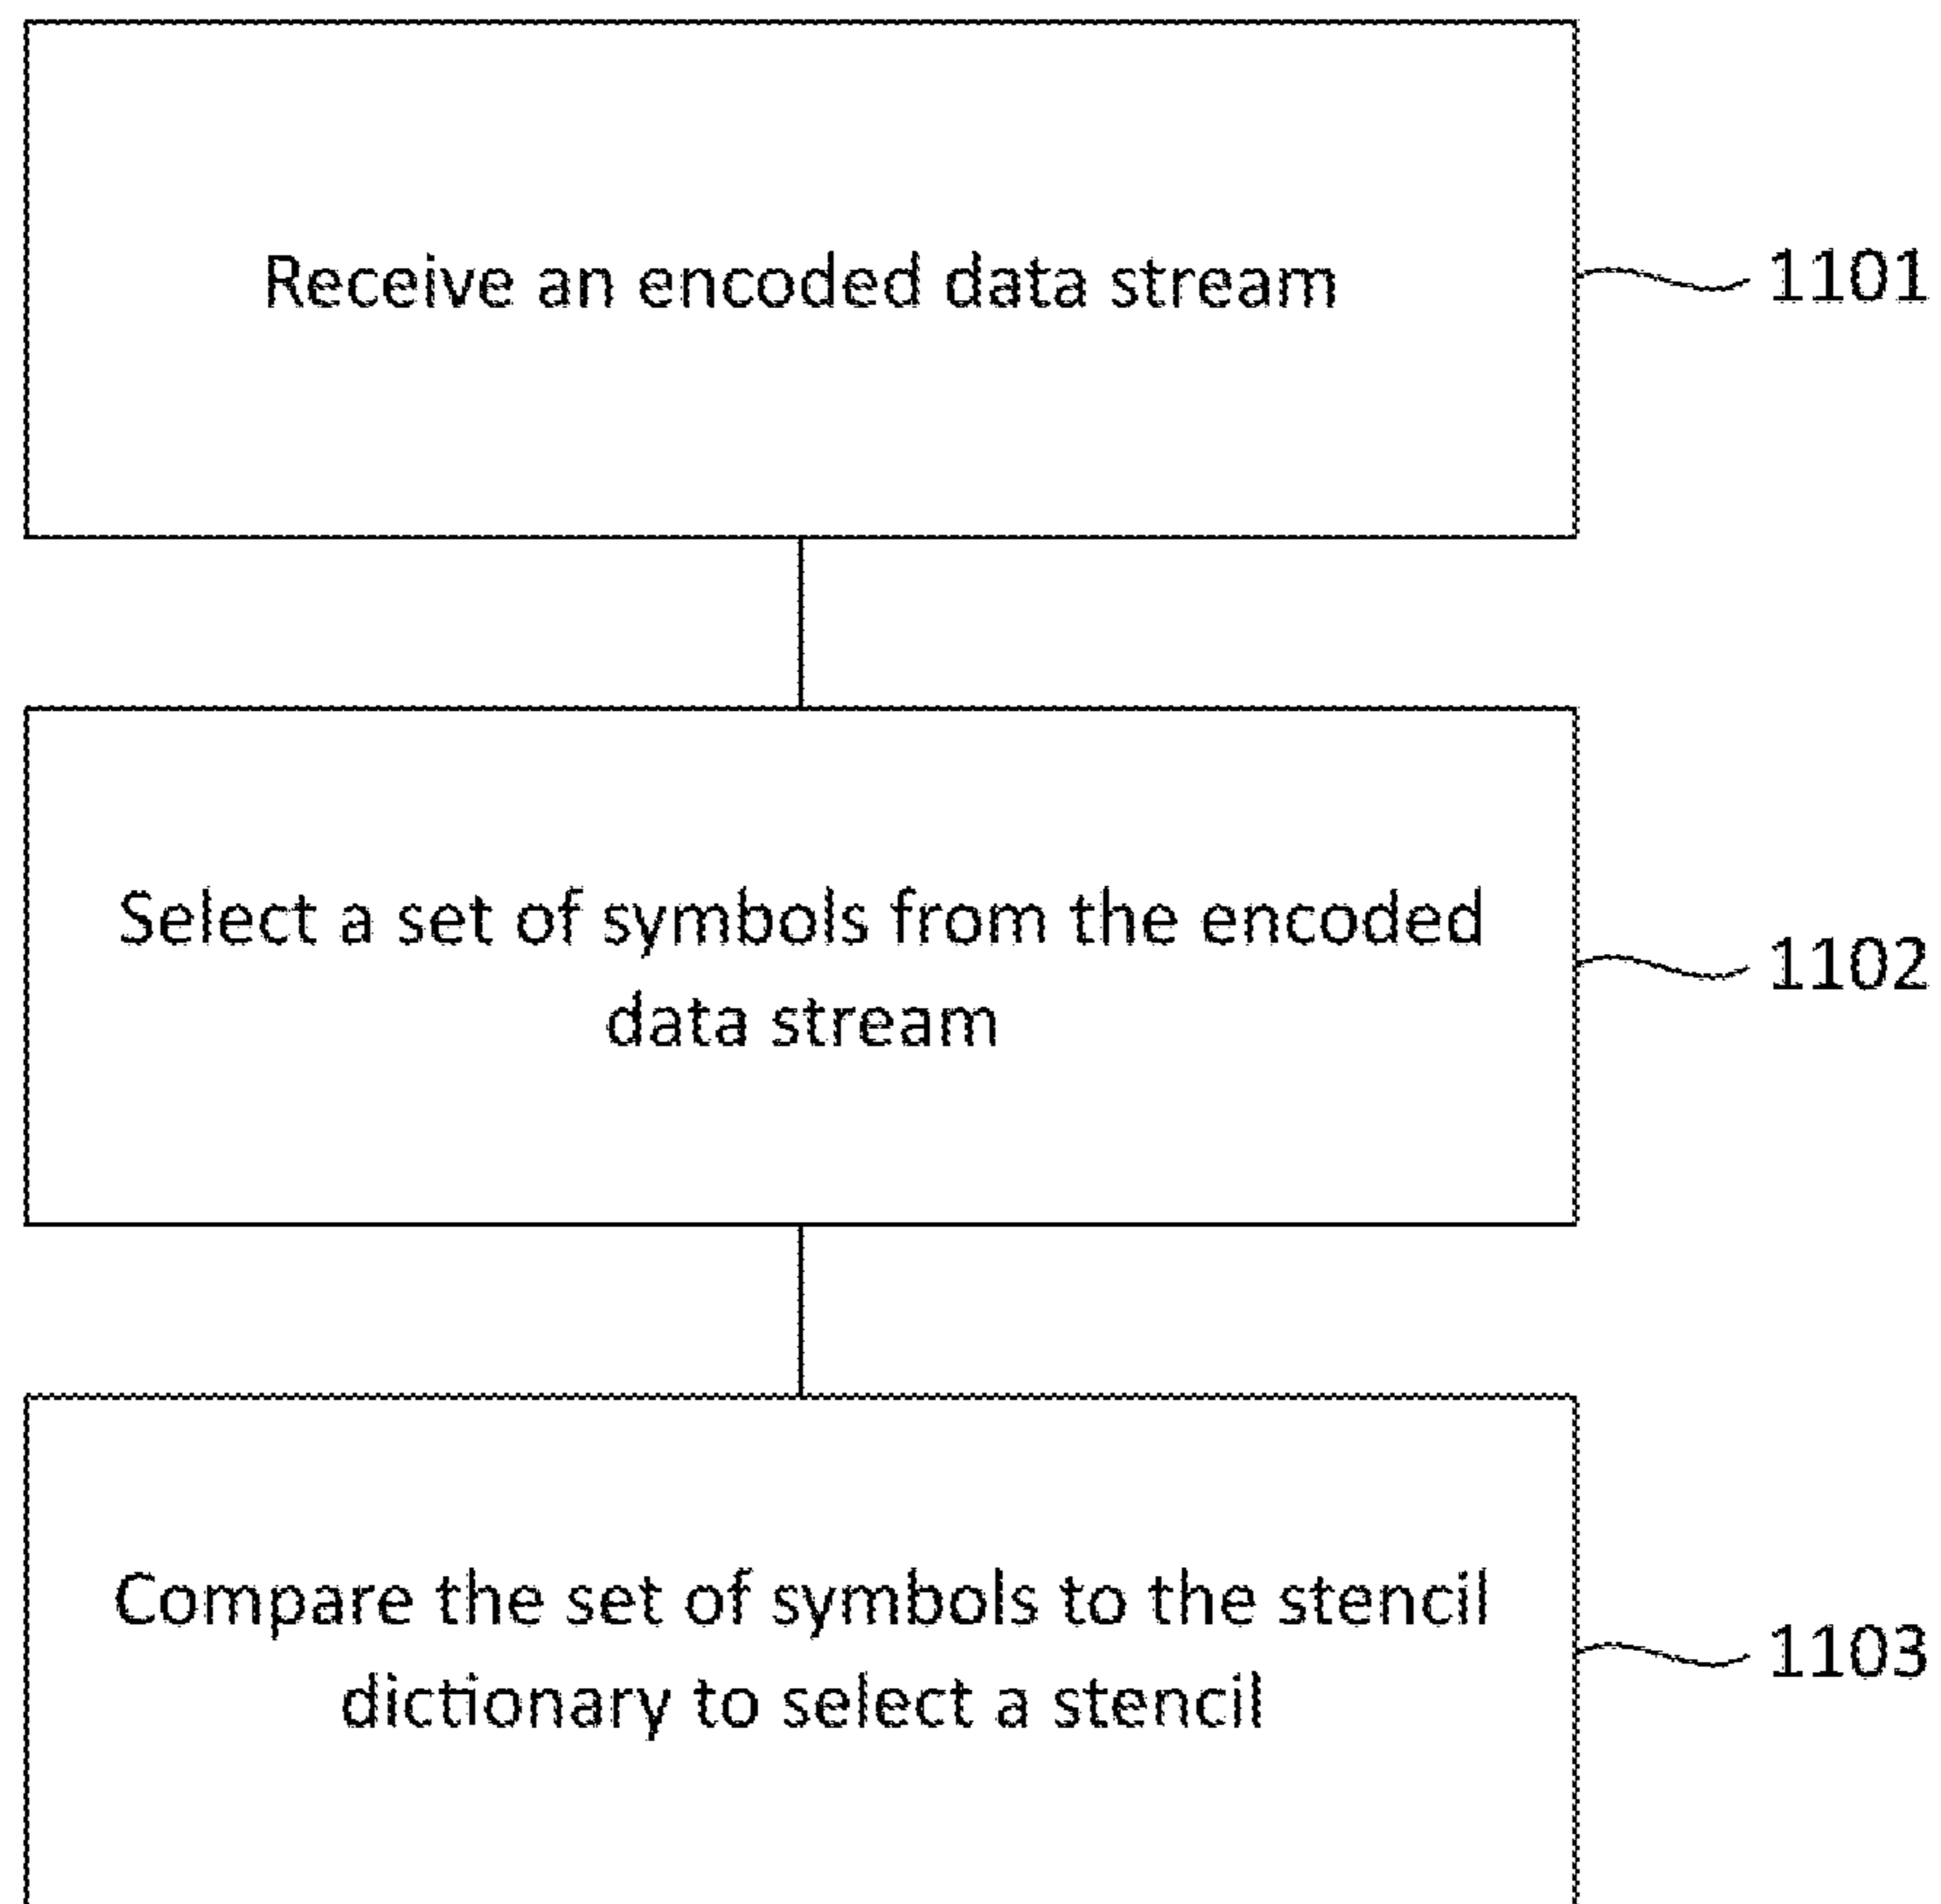 Receive an encoded data stream
1101
Select a set of symbols from the encoded
data stream
1102
Compare the set of symbols to the stencil
dictionary to select a stencil
1103